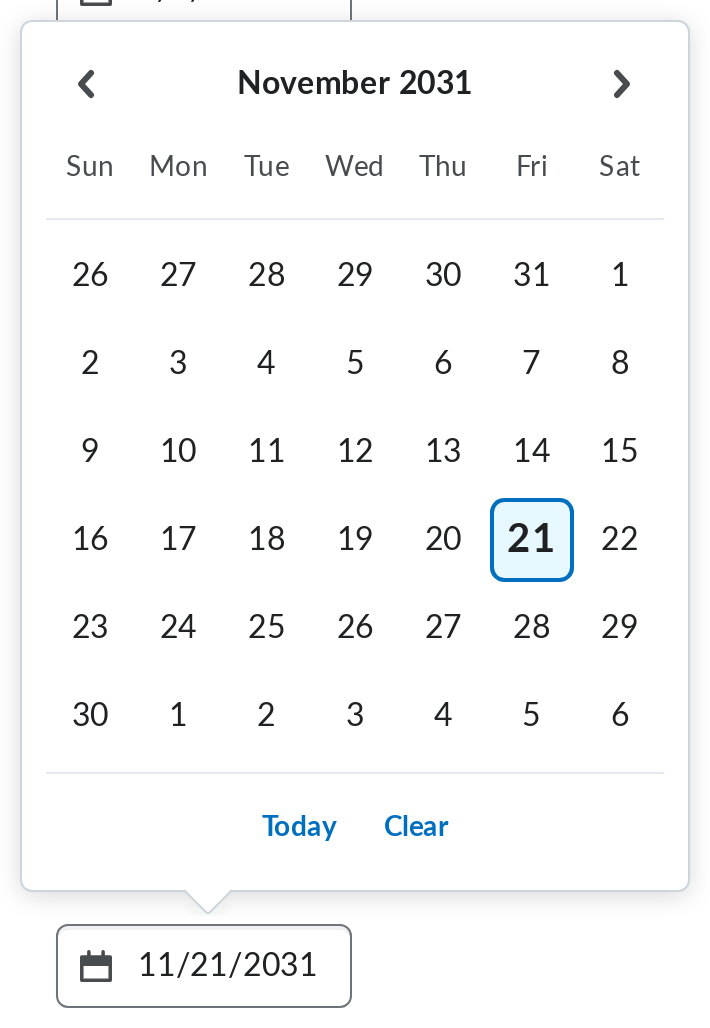 November 2031
Sun Mon Tue Wed Thu Fri Sat
26 27 28 29 30 31 1
2 3 4 5 6 7 8
9 10 11 12 13 14 15
16 17 18 19 20 21 22
23 24 25 26 27 28 29
30 1 2 3 4 5 6
Today Clear
11/21/2031